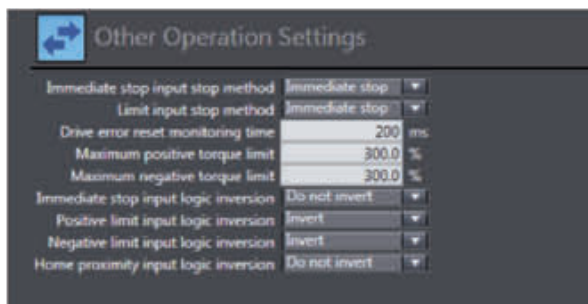 Other Operation Settings
Immediate stop input stop method Immediate stop
Limit input stop method Immediate stop
Drive error reset monitoring time 200 ms
Maximum positive torque limit 300.0 %
Maximum negative torque limit 300.0 %
Immediate stop input logic inversion Do not invert
Positive limit input logic inversion Invert
Negative limit input logic inversion Invert
Home proximity input logic inversion Do not invert